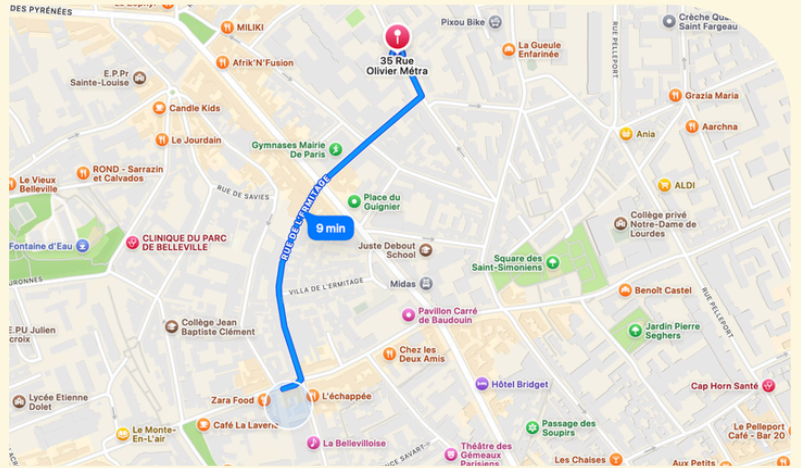 DES PYRÉNÉES
MILIKI
Pixou Bike
Saint Fargeau
La Gueule
Enfarinée
RUE PELLEPORT
Afrik'N'Fusion
35 Rue
Olivier Métra
E.P.Pr
Sainte-Louise
Candle Kids
Grazia Maria
Le Jourdain
Gymnases Mairie
De Paris
Ania
Aarchna
ROND - Sarrazin
et Calvados
Le Vieux
Belleville
RUE DE SAVIES
RUE DE L'ERMITAGE
Place du
Guignier
ALDI
Collège privé
Notre-Dame de
Lourdes
9 min
CLINIQUE DU PARC
DE BELLEVILLE
Fontaine d'Eau
Juste Debout
School
Square des
Saint-Simoniens
VILLA DE L'ERMITAGE
Midas
Benoît Castel
RUE PELLEPORT
Pavillon Carré
de Baudouin
Collège Jean
Baptiste Clément
Jardin Pierre
Seghers
Chez les
Deux Amis
Hôtel Bridget
Cap Horn Santé
Lycée Etienne
Dolet
Zara Food
L'échappée
Café La Laverie
Le Monte-
En-L'air
La Bellevilloise
Passage des
Soupirs
Le Pelleport
Café - Bar 20
Théâtre des
Gémeaux
Parisiens
Les Chaises
Aux Petits